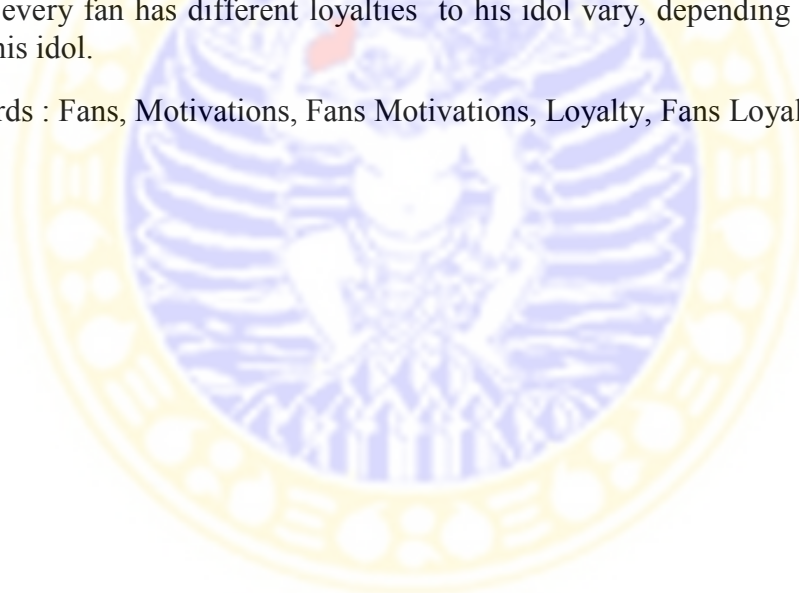 every fan has different loyalties to his idol vary, depending
his idol.
rds : Fans, Motivations, Fans Motivations, Loyalty, Fans Loyal